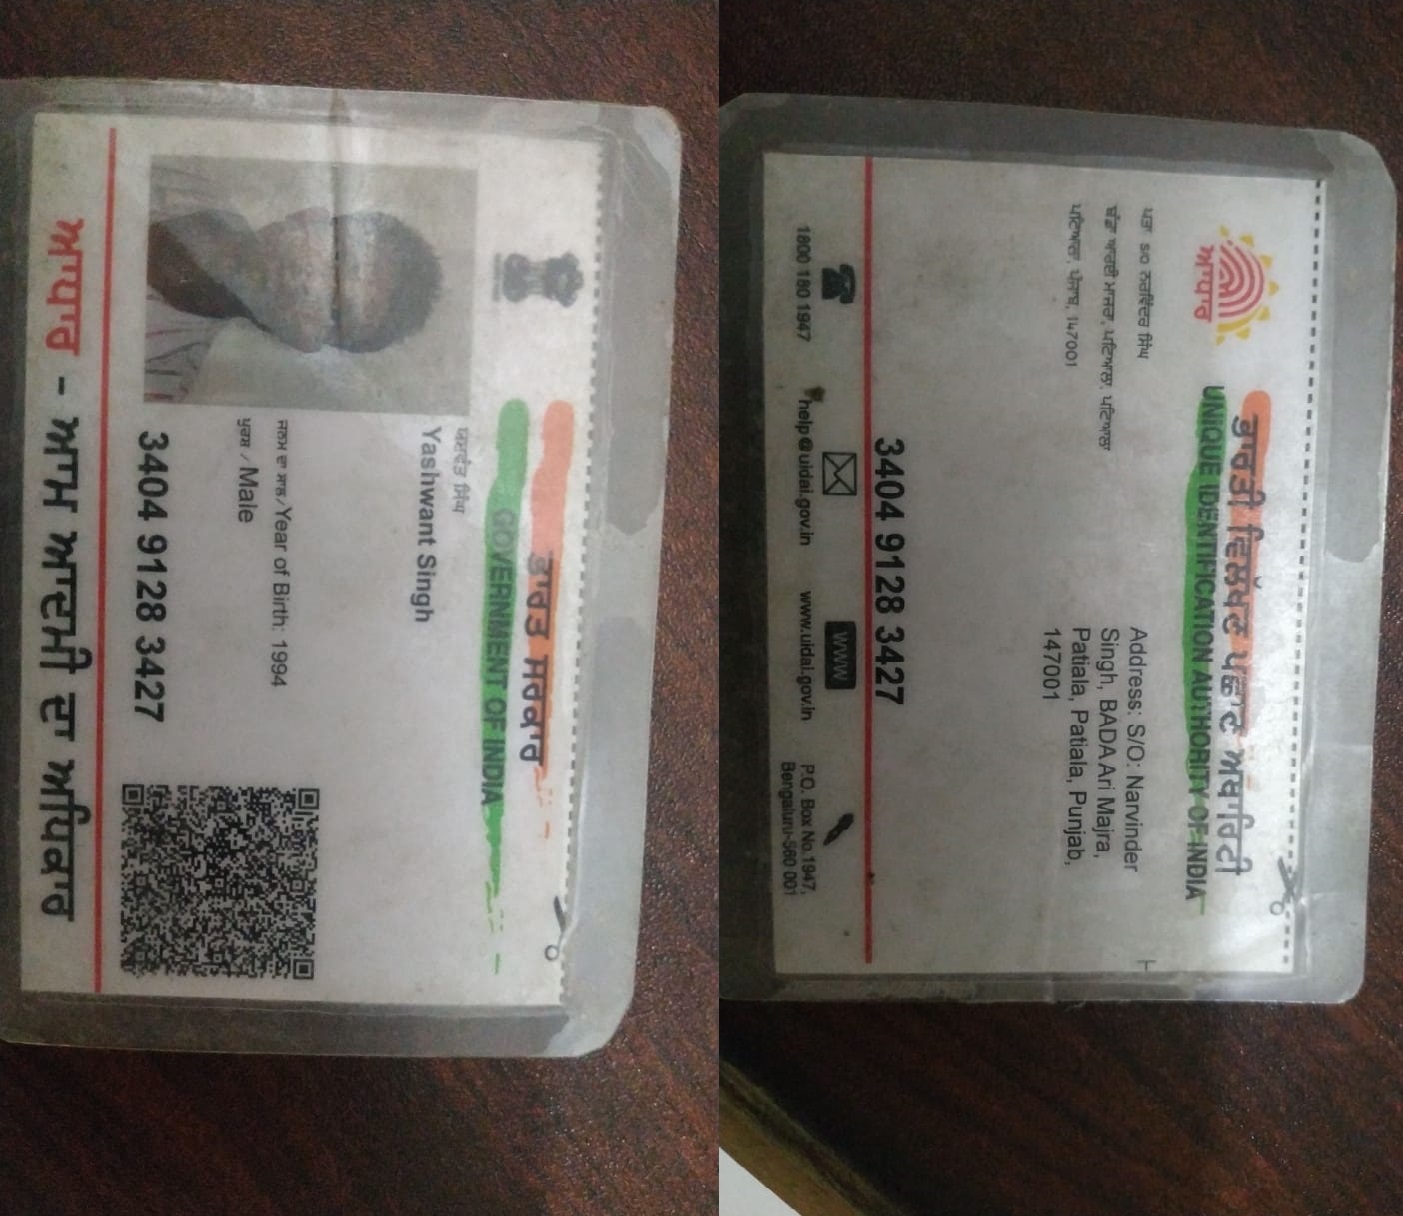 ਭਾਰਤ ਸਰਕਾਰ
GOVERNMENT OF INDIA
ਯਸ਼ਵੰਤ ਸਿੰਘ
Yashwant Singh
ਜਨਮ ਦਾ ਸਾਲ/Year of Birth: 1994
ਪੁਰਸ਼ / Male
3404 9128 3427
ਆਧਾਰ - ਆਮ ਆਦਮੀ ਦਾ ਅਧਿਕਾਰ
ਭਾਰਤੀ ਵਿਲੱਖਣ ਪਛਾਣ ਅਥਾਰਿਟੀ
UNIQUE IDENTIFICATION AUTHORITY OF INDIA
ਆਧਾਰ
ਪਤਾ S/O ਨਰਵਿੰਦਰ ਸਿੰਘ
ਮਾਜਰਾ, ਪਟਿਆਲਾ, ਪਟਿਆਲਾ
ਪਟਿਆਲਾ, ਪੰਜਾਬ, 147001
Address: S/O: Narvinder
Singh, BADA Ari Majra,
Patiala, Patiala, Punjab,
147001
3404 9128 3427
1800 180 1947
help@uidai.gov.in
WWW
www.uidai.gov.in
P.O. Box No.1947,
Bengaluru-560 001